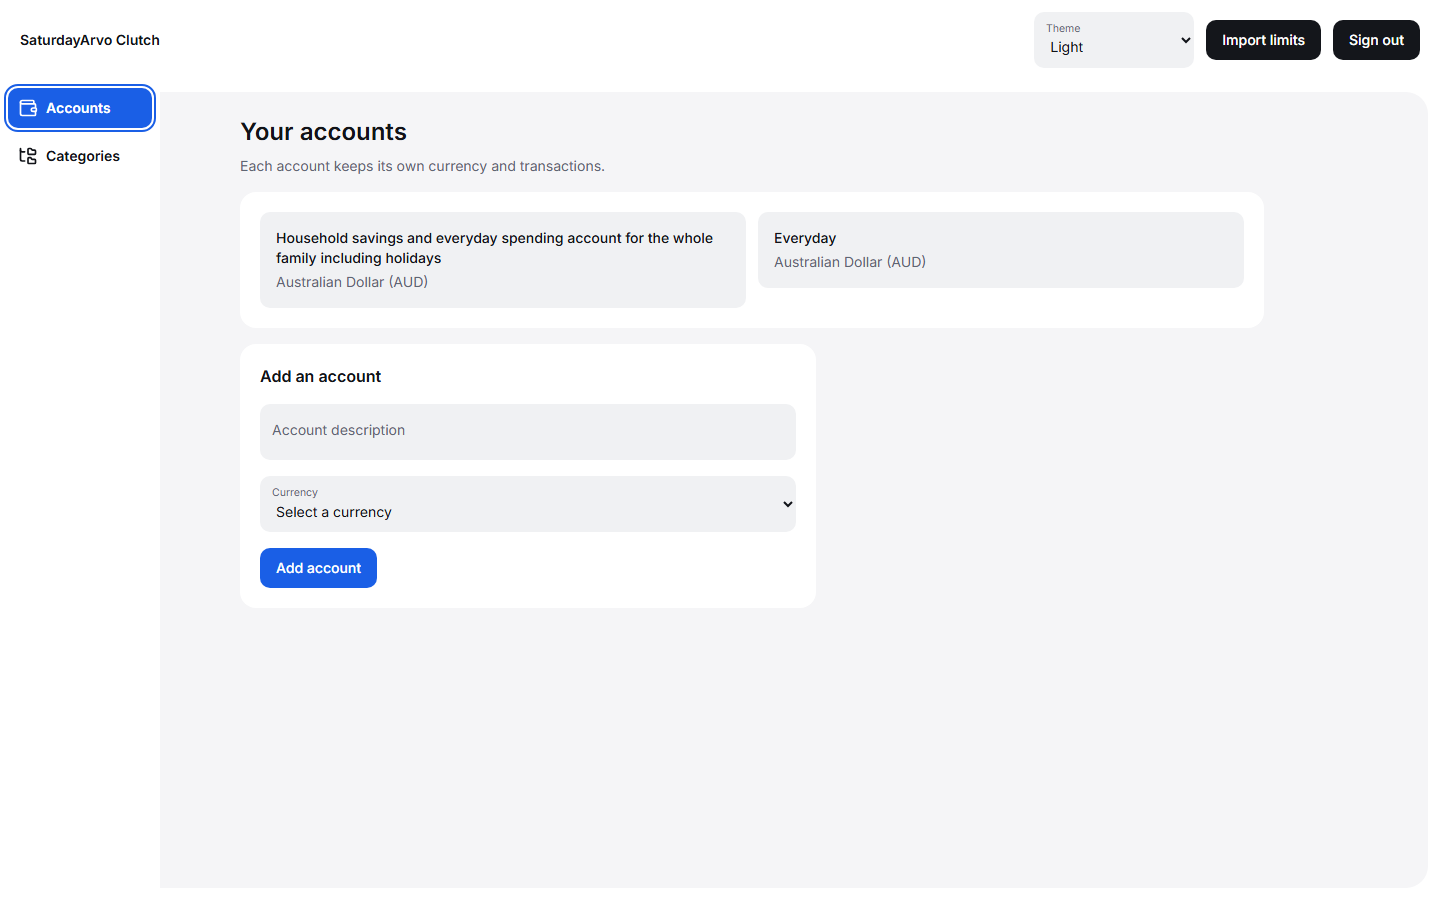 SaturdayArvo Clutch
Theme
Light
Import limits
Sign out
Accounts
Categories
Your accounts
Each account keeps its own currency and transactions.
Household savings and everyday spending account for the whole
family including holidays
Australian Dollar (AUD)
Everyday
Australian Dollar (AUD)
Add an account
Account description
Currency
Select a currency
Add account